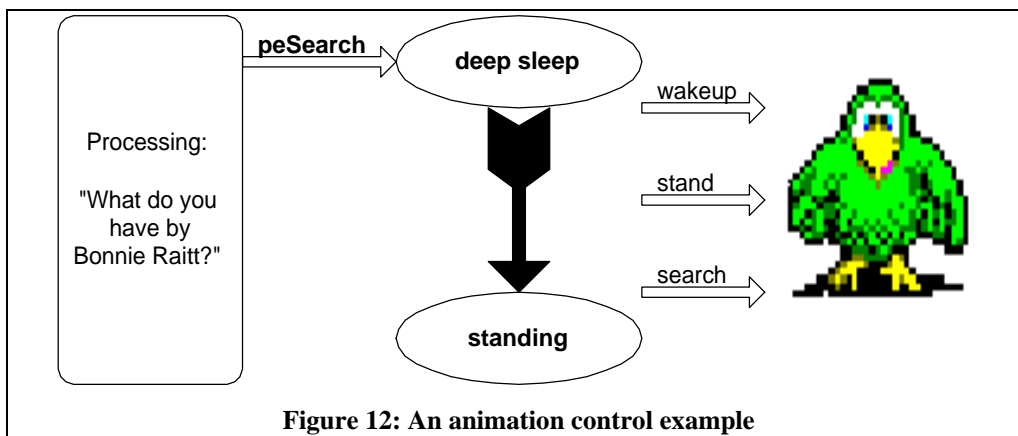 Processing:
"What do you
have by
Bonnie Raitt?"
peSearch
deep sleep
standing
wakeup
stand
search
Figure 12: An animation control example